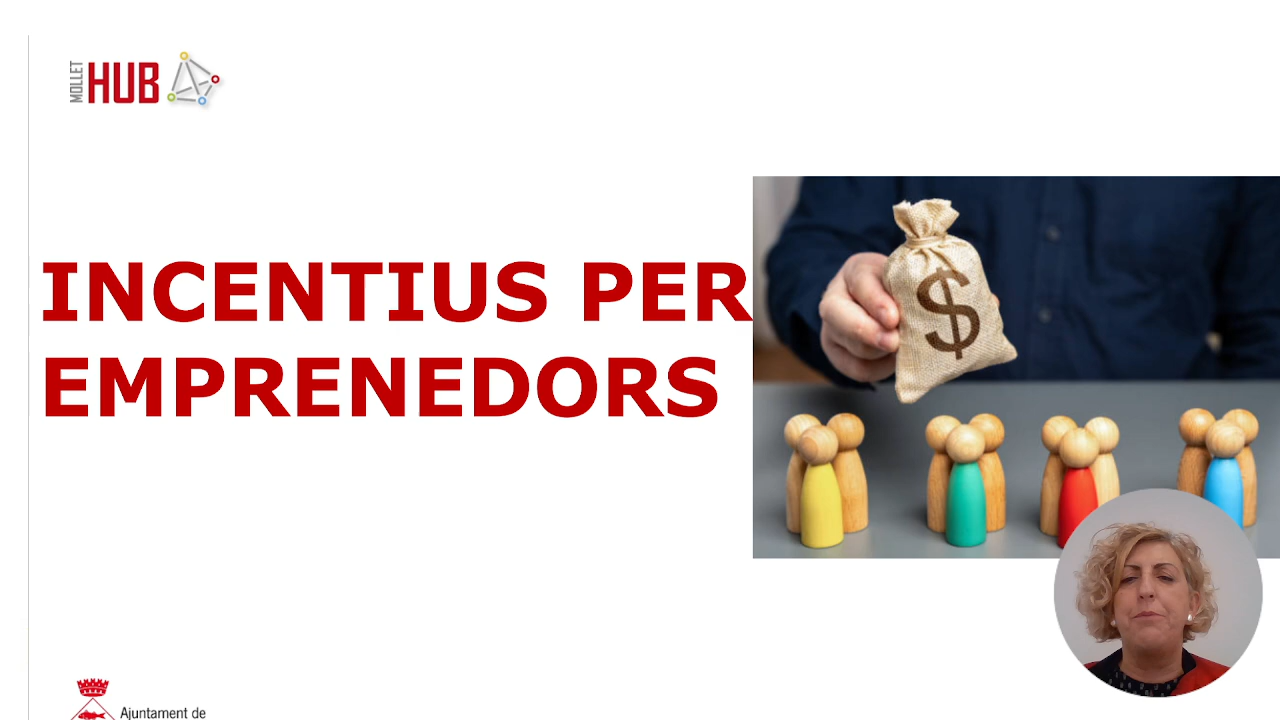 MOLLET
HUB
INCENTIUS PER
EMPRENEDORS
$
Ajuntament de